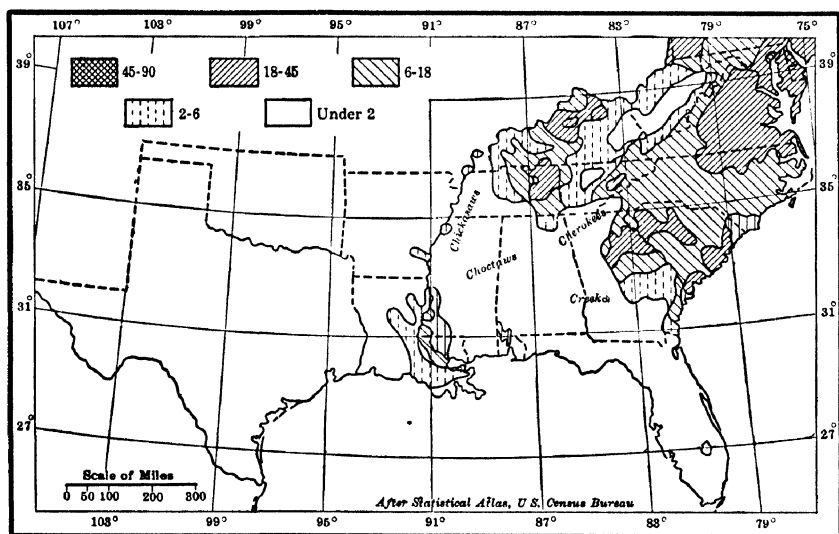 107° 103° 99° 95° 91° 87° 83° 79° 75°
39° 39°
45-90 18-45 6-18
2-6 Under 2
35° 35°
Chickasaws
Cherokees
Choctaws
Creeks
31° 31°
27° 27°
Scale of Miles
0 50 100 200 300
After Statistical Atlas, U.S. Census Bureau
103° 99° 95° 91° 87° 83° 79°